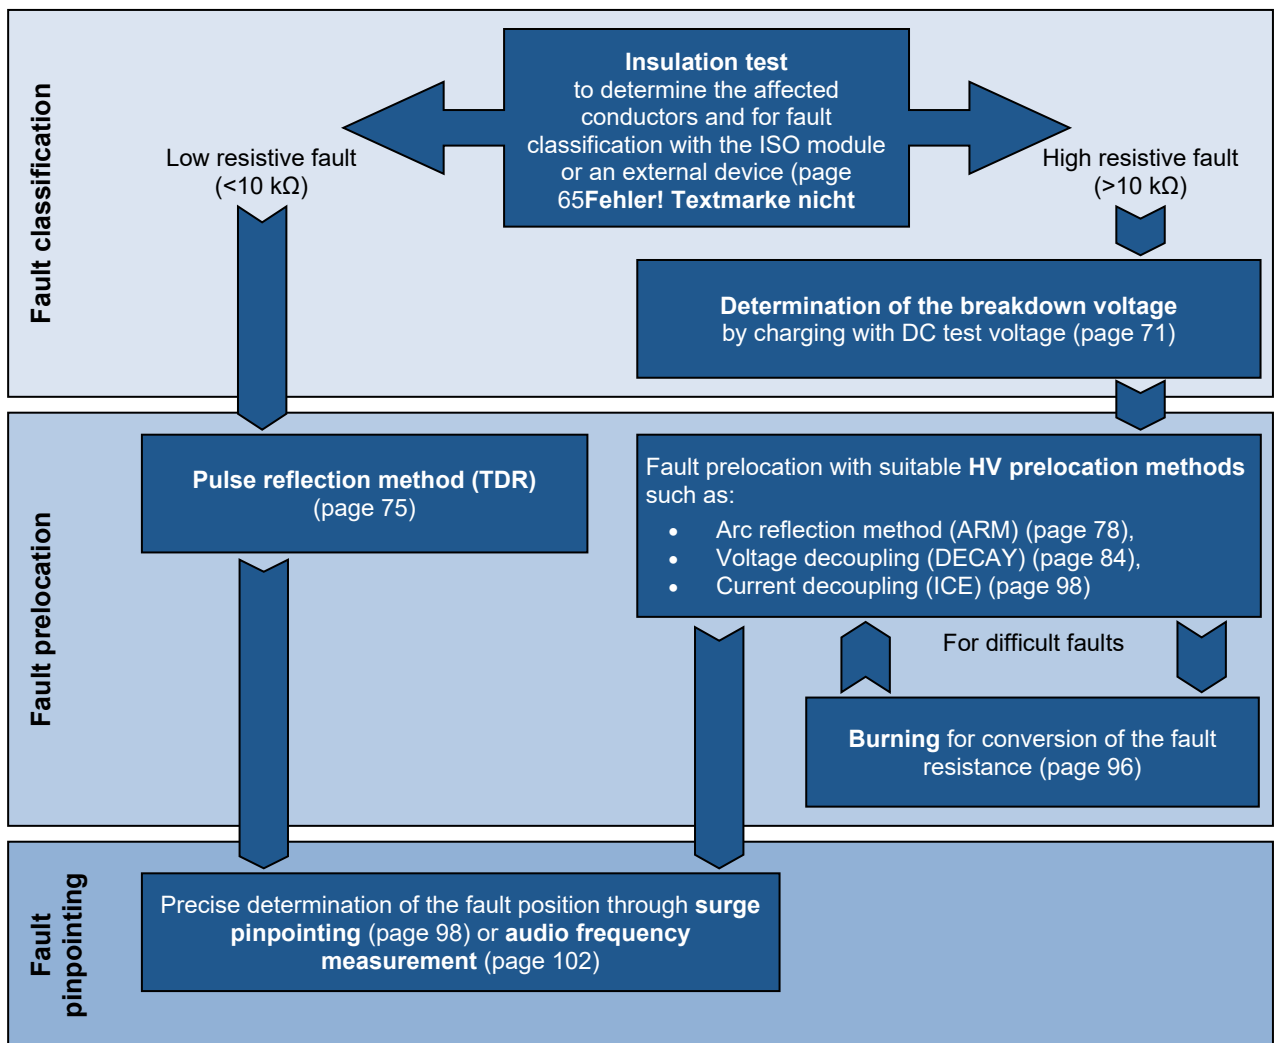 Fault classification
Insulation test
to determine the affected
conductors and for fault
classification with the ISO module
or an external device (page
65Fehler! Textmarke nicht
Low resistive fault
(<10 kΩ)
High resistive fault
(>10 kΩ)
Determination of the breakdown voltage
by charging with DC test voltage (page 71)
Fault prelocation
Pulse reflection method (TDR)
(page 75)
Fault prelocation with suitable HV prelocation methods
such as:
• Arc reflection method (ARM) (page 78),
• Voltage decoupling (DECAY) (page 84),
• Current decoupling (ICE) (page 98)
For difficult faults
Burning for conversion of the fault
resistance (page 96)
Fault
pinpointing
Precise determination of the fault position through surge
pinpointing (page 98) or audio frequency
measurement (page 102)